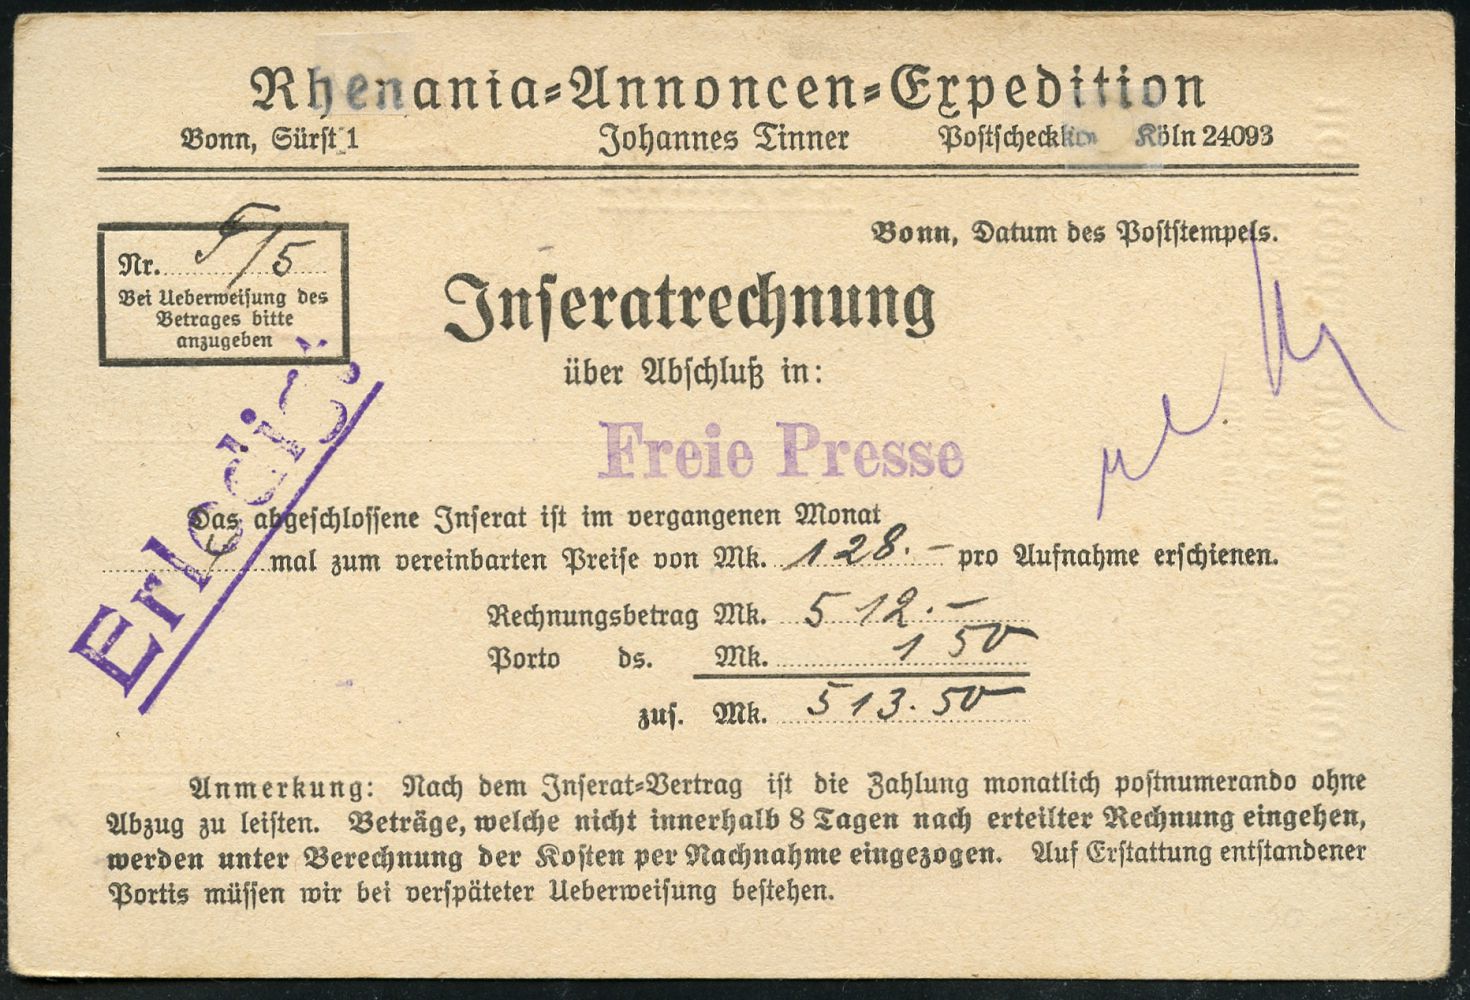 Rhenania-Annoncen-Expedition
Bonn, Sürst 1 Johannes Tinner Postscheckkto Köln 24093
Bonn, Datum des Poststempels.
Nr. 5/5
Bei Ueberweisung des
Betrages bitte
anzugeben
Inseratrechnung
über Abschluß in:
Freie Presse
Erledigt
Das abgeschlossene Inserat ist im vergangenen Monat
mal zum vereinbarten Preise von Mk. 128.- pro Aufnahme erschienen.
Rechnungsbetrag Mk. 512.-
Porto ds. Mk. 1 50
zus. Mk. 513.50
Anmerkung: Nach dem Inserat-Vertrag ist die Zahlung monatlich postnumerando ohne
Abzug zu leisten. Beträge, welche nicht innerhalb 8 Tagen nach erteilter Rechnung eingehen,
werden unter Berechnung der Kosten per Nachnahme eingezogen. Auf Erstattung entstandener
Portis müssen wir bei verspäteter Ueberweisung bestehen.